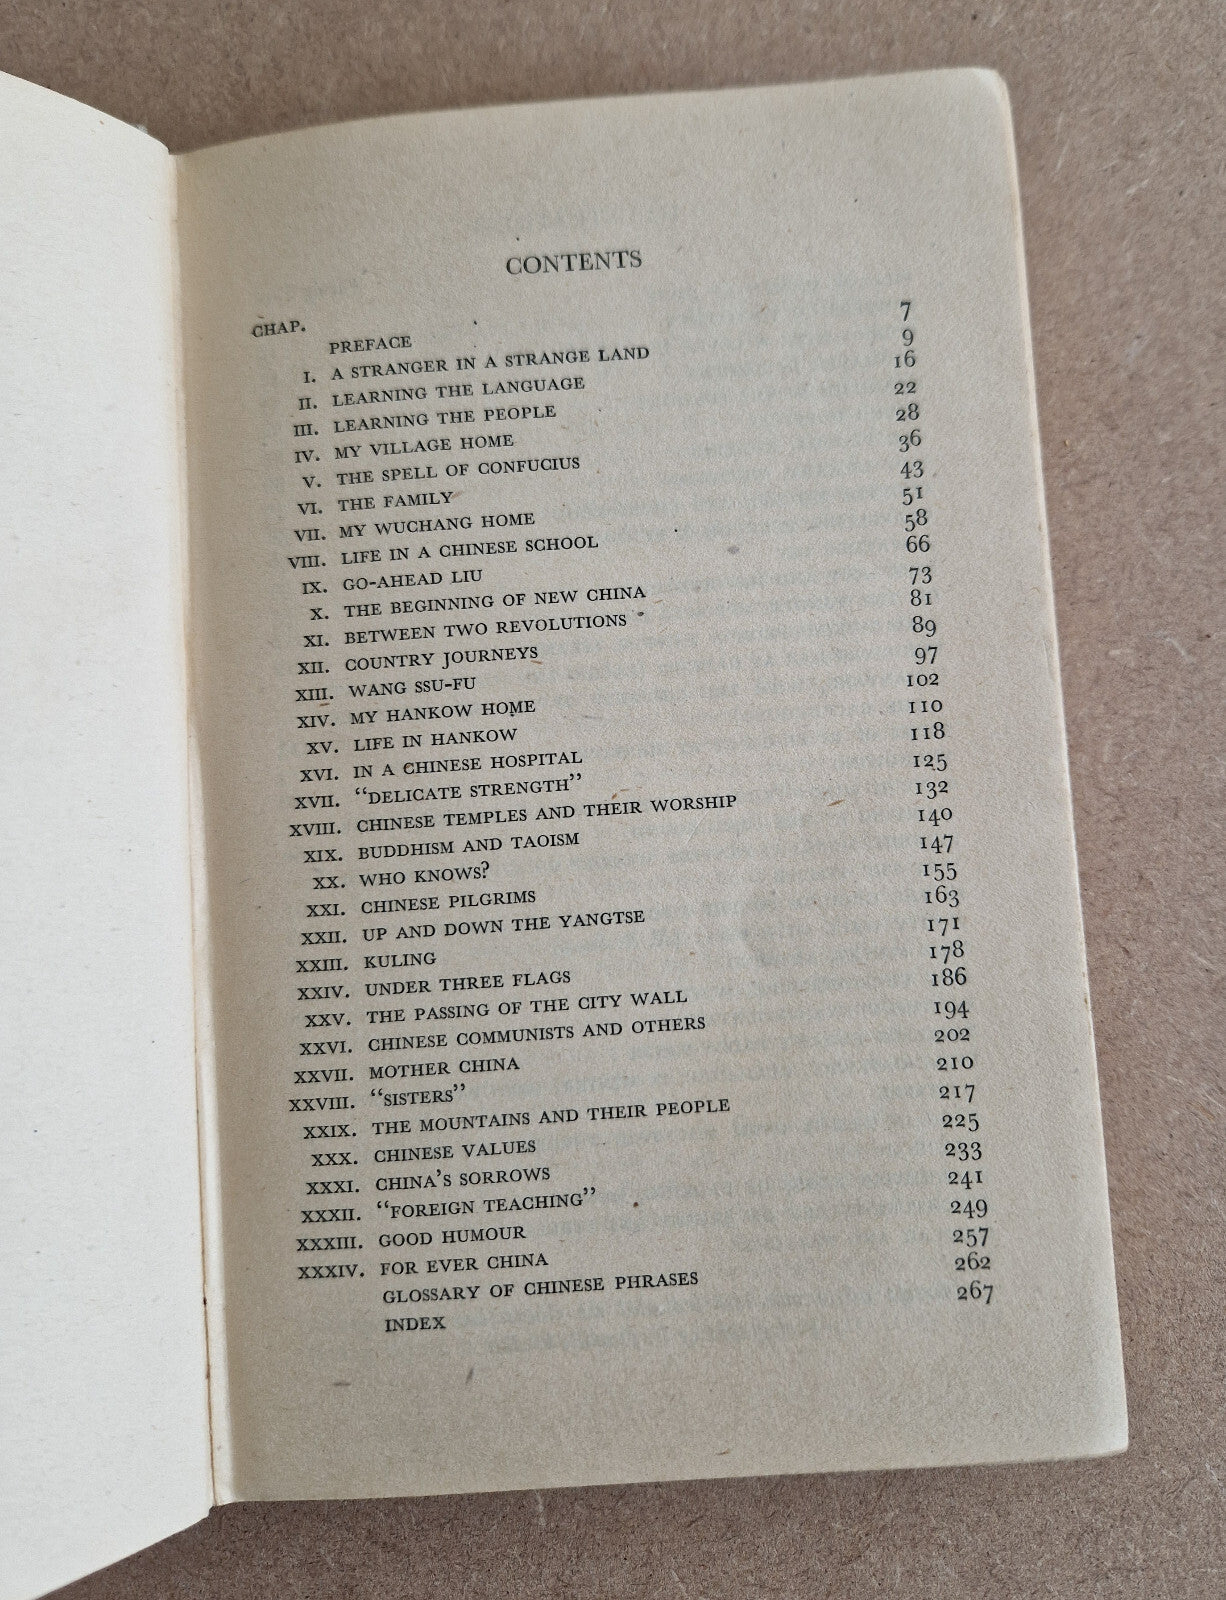 CONTENTS
CHAP.
PREFACE 7
I. A STRANGER IN A STRANGE LAND 9
II. LEARNING THE LANGUAGE 16
III. LEARNING THE PEOPLE 22
IV. MY VILLAGE HOME 28
V. THE SPELL OF CONFUCIUS 36
VI. THE FAMILY 43
VII. MY WUCHANG HOME 51
VIII. LIFE IN A CHINESE SCHOOL 58
IX. GO-AHEAD LIU 66
X. THE BEGINNING OF NEW CHINA 73
XI. BETWEEN TWO REVOLUTIONS 81
XII. COUNTRY JOURNEYS 89
XIII. WANG SSU-FU 97
XIV. MY HANKOW HOME 102
XV. LIFE IN HANKOW 110
XVI. IN A CHINESE HOSPITAL 118
XVII. "DELICATE STRENGTH" 125
XVIII. CHINESE TEMPLES AND THEIR WORSHIP 132
XIX. BUDDHISM AND TAOISM 140
XX. WHO KNOWS? 147
XXI. CHINESE PILGRIMS 155
XXII. UP AND DOWN THE YANGTSE 163
XXIII. KULING 171
XXIV. UNDER THREE FLAGS 178
XXV. THE PASSING OF THE CITY WALL 186
XXVI. CHINESE COMMUNISTS AND OTHERS 194
XXVII. MOTHER CHINA 202
XXVIII. "SISTERS" 210
XXIX. THE MOUNTAINS AND THEIR PEOPLE 217
XXX. CHINESE VALUES 225
XXXI. CHINA'S SORROWS 233
XXXII. "FOREIGN TEACHING" 241
XXXIII. GOOD HUMOUR 249
XXXIV. FOR EVER CHINA 257
GLOSSARY OF CHINESE PHRASES 262
INDEX 267